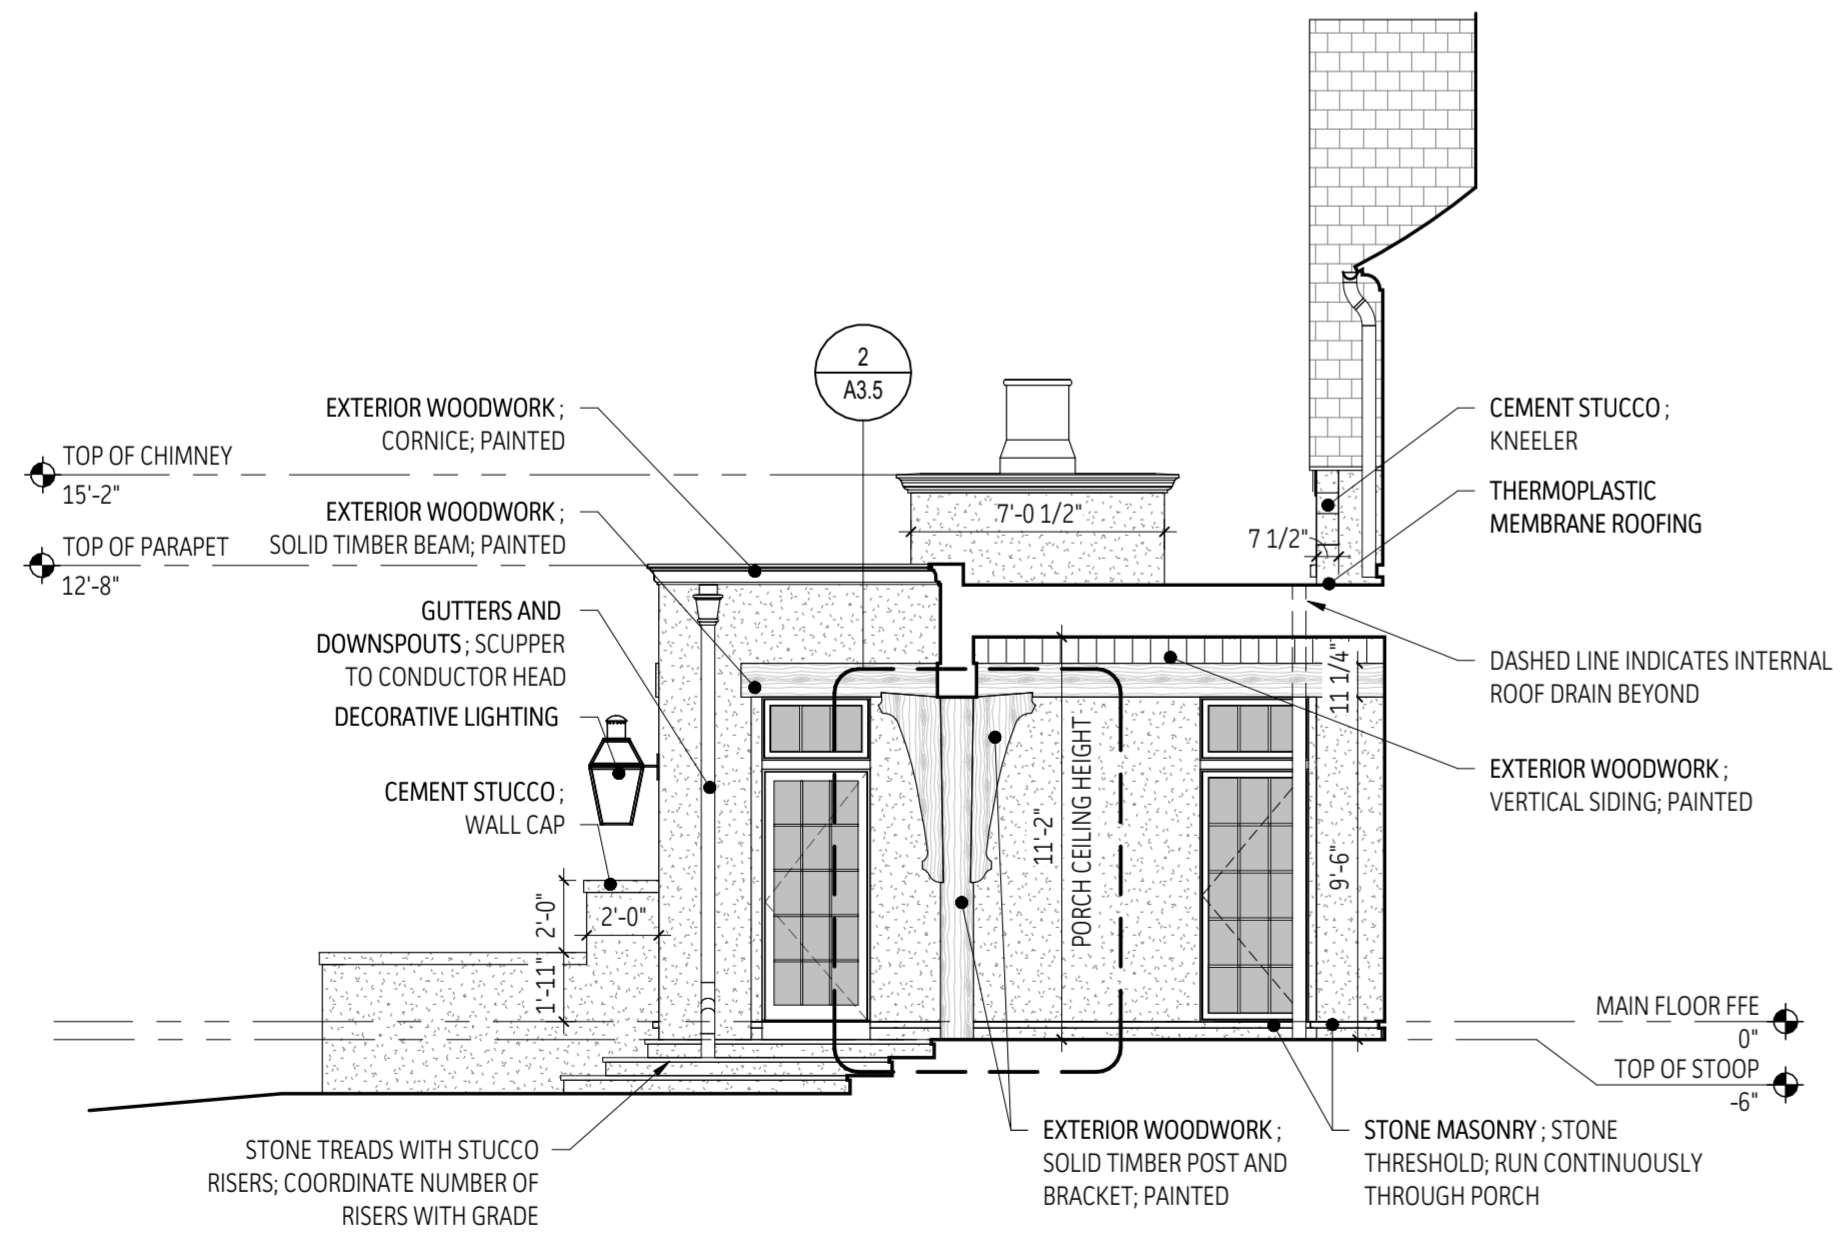 2
A3.5
EXTERIOR WOODWORK ;
CORNICE; PAINTED
TOP OF CHIMNEY
15'-2"
EXTERIOR WOODWORK ;
SOLID TIMBER BEAM; PAINTED
TOP OF PARAPET
12'-8"
GUTTERS AND
DOWNSPOUTS ; SCUPPER
TO CONDUCTOR HEAD
DECORATIVE LIGHTING
CEMENT STUCCO ;
WALL CAP
2'-0"
2'-0"
1'-11"
STONE TREADS WITH STUCCO
RISERS; COORDINATE NUMBER OF
RISERS WITH GRADE
7'-0 1/2"
7 1/2"
11'-2"
PORCH CEILING HEIGHT
11 1/4"
9'-6"
CEMENT STUCCO ;
KNEELER
THERMOPLASTIC
MEMBRANE ROOFING
DASHED LINE INDICATES INTERNAL
ROOF DRAIN BEYOND
EXTERIOR WOODWORK ;
VERTICAL SIDING; PAINTED
MAIN FLOOR FFE
0"
TOP OF STOOP
-6"
EXTERIOR WOODWORK ;
SOLID TIMBER POST AND
BRACKET; PAINTED
STONE MASONRY ; STONE
THRESHOLD; RUN CONTINUOUSLY
THROUGH PORCH